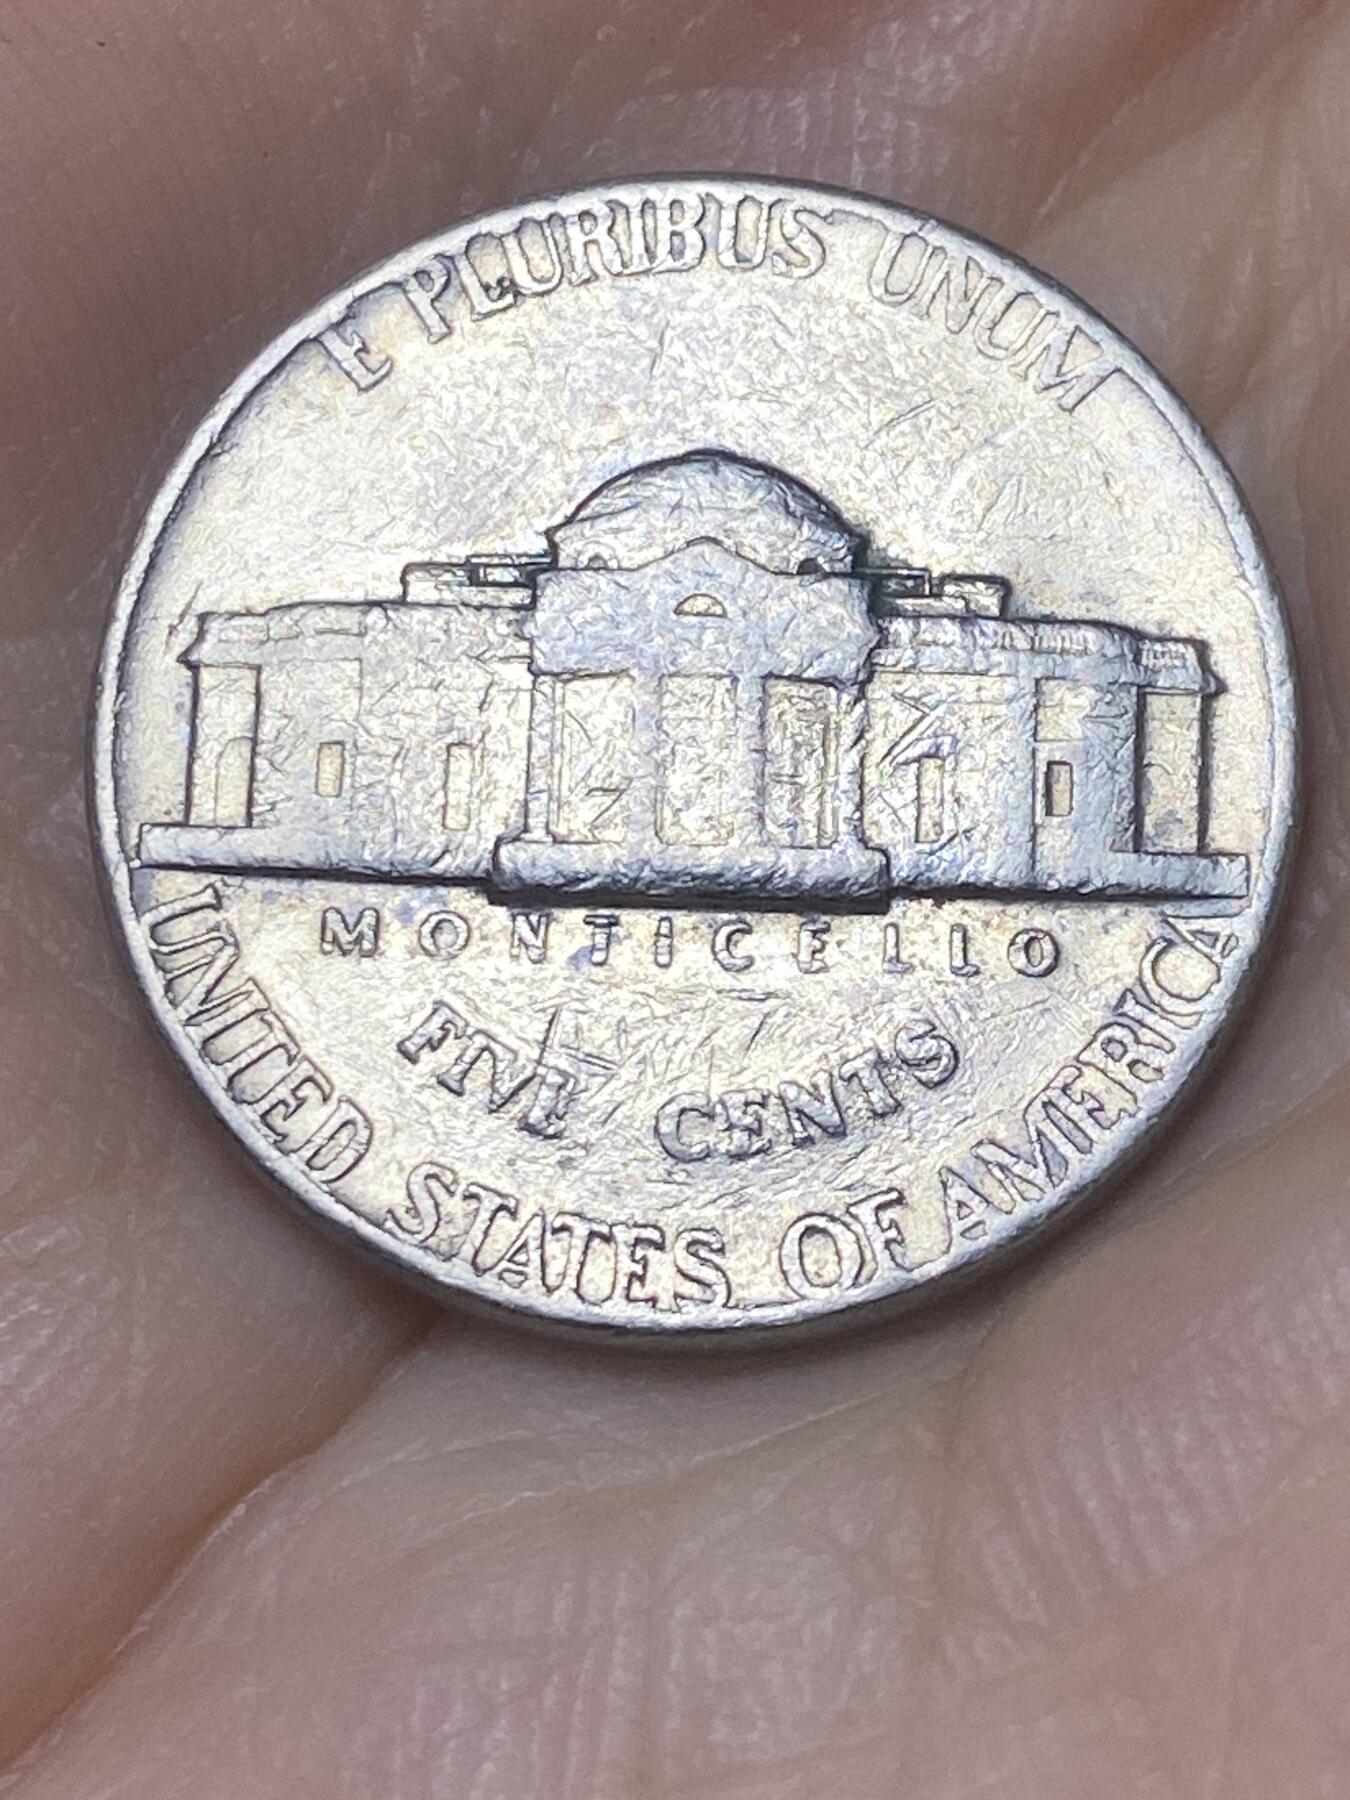 E PLURIBUS UNUM
MONTICELLO
FIVE CENTS
UNITED STATES OF AMERICA